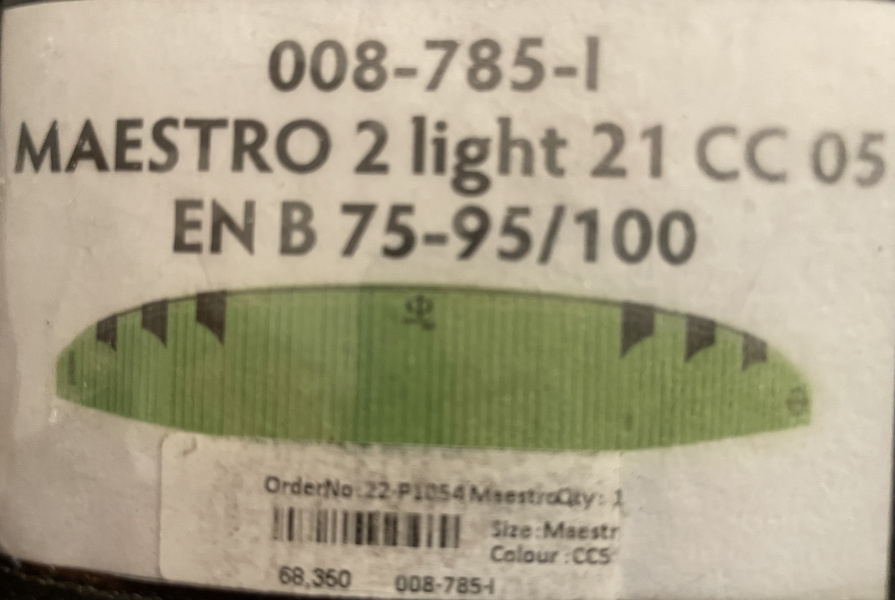 008-785-l
MAESTRO 2 light 21 CC 05
EN B 75-95/100
OrderNo: 22-P1054 MaestroQty: 1
Size :Maestr
Colour :CC5
68,350 008-785-l